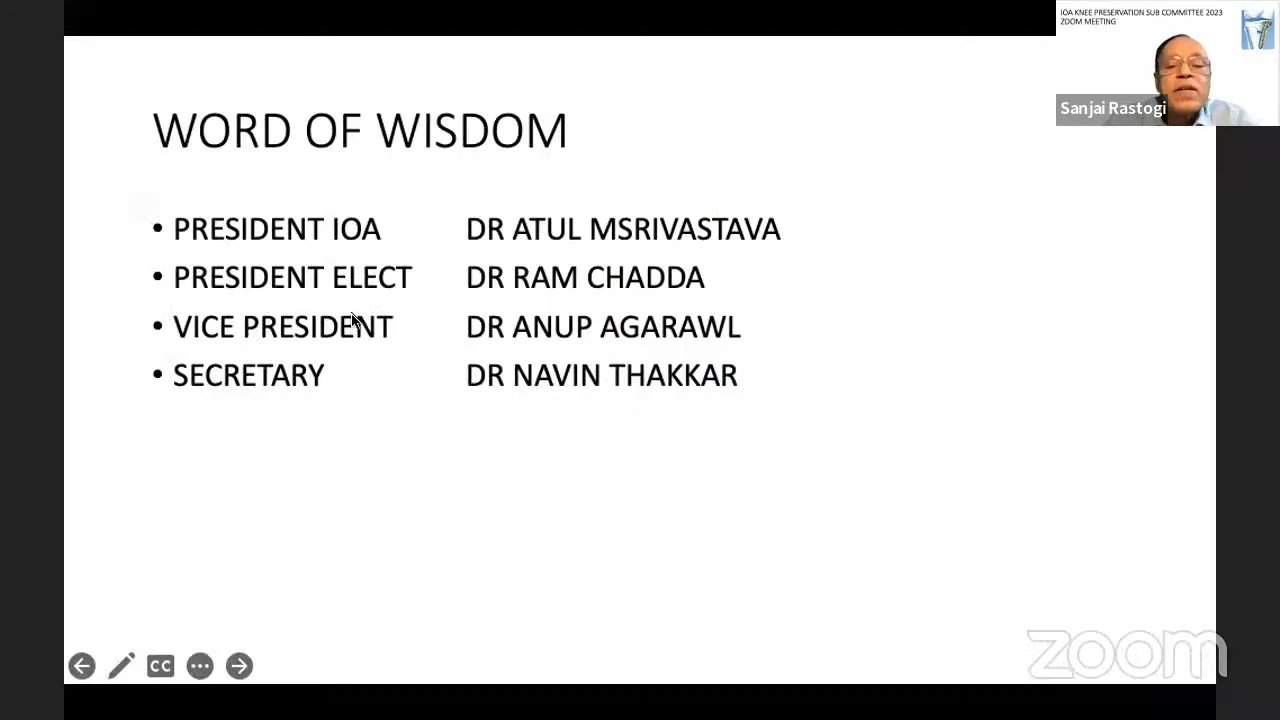 IOA KNEE PRESERVATION SUB COMMITTEE 2023
ZOOM MEETING
Sanjai Rastogi
WORD OF WISDOM
• PRESIDENT IOA DR ATUL MSRIVASTAVA
• PRESIDENT ELECT DR RAM CHADDA
• VICE PRESIDENT DR ANUP AGARAWL
• SECRETARY DR NAVIN THAKKAR
CC
zoom